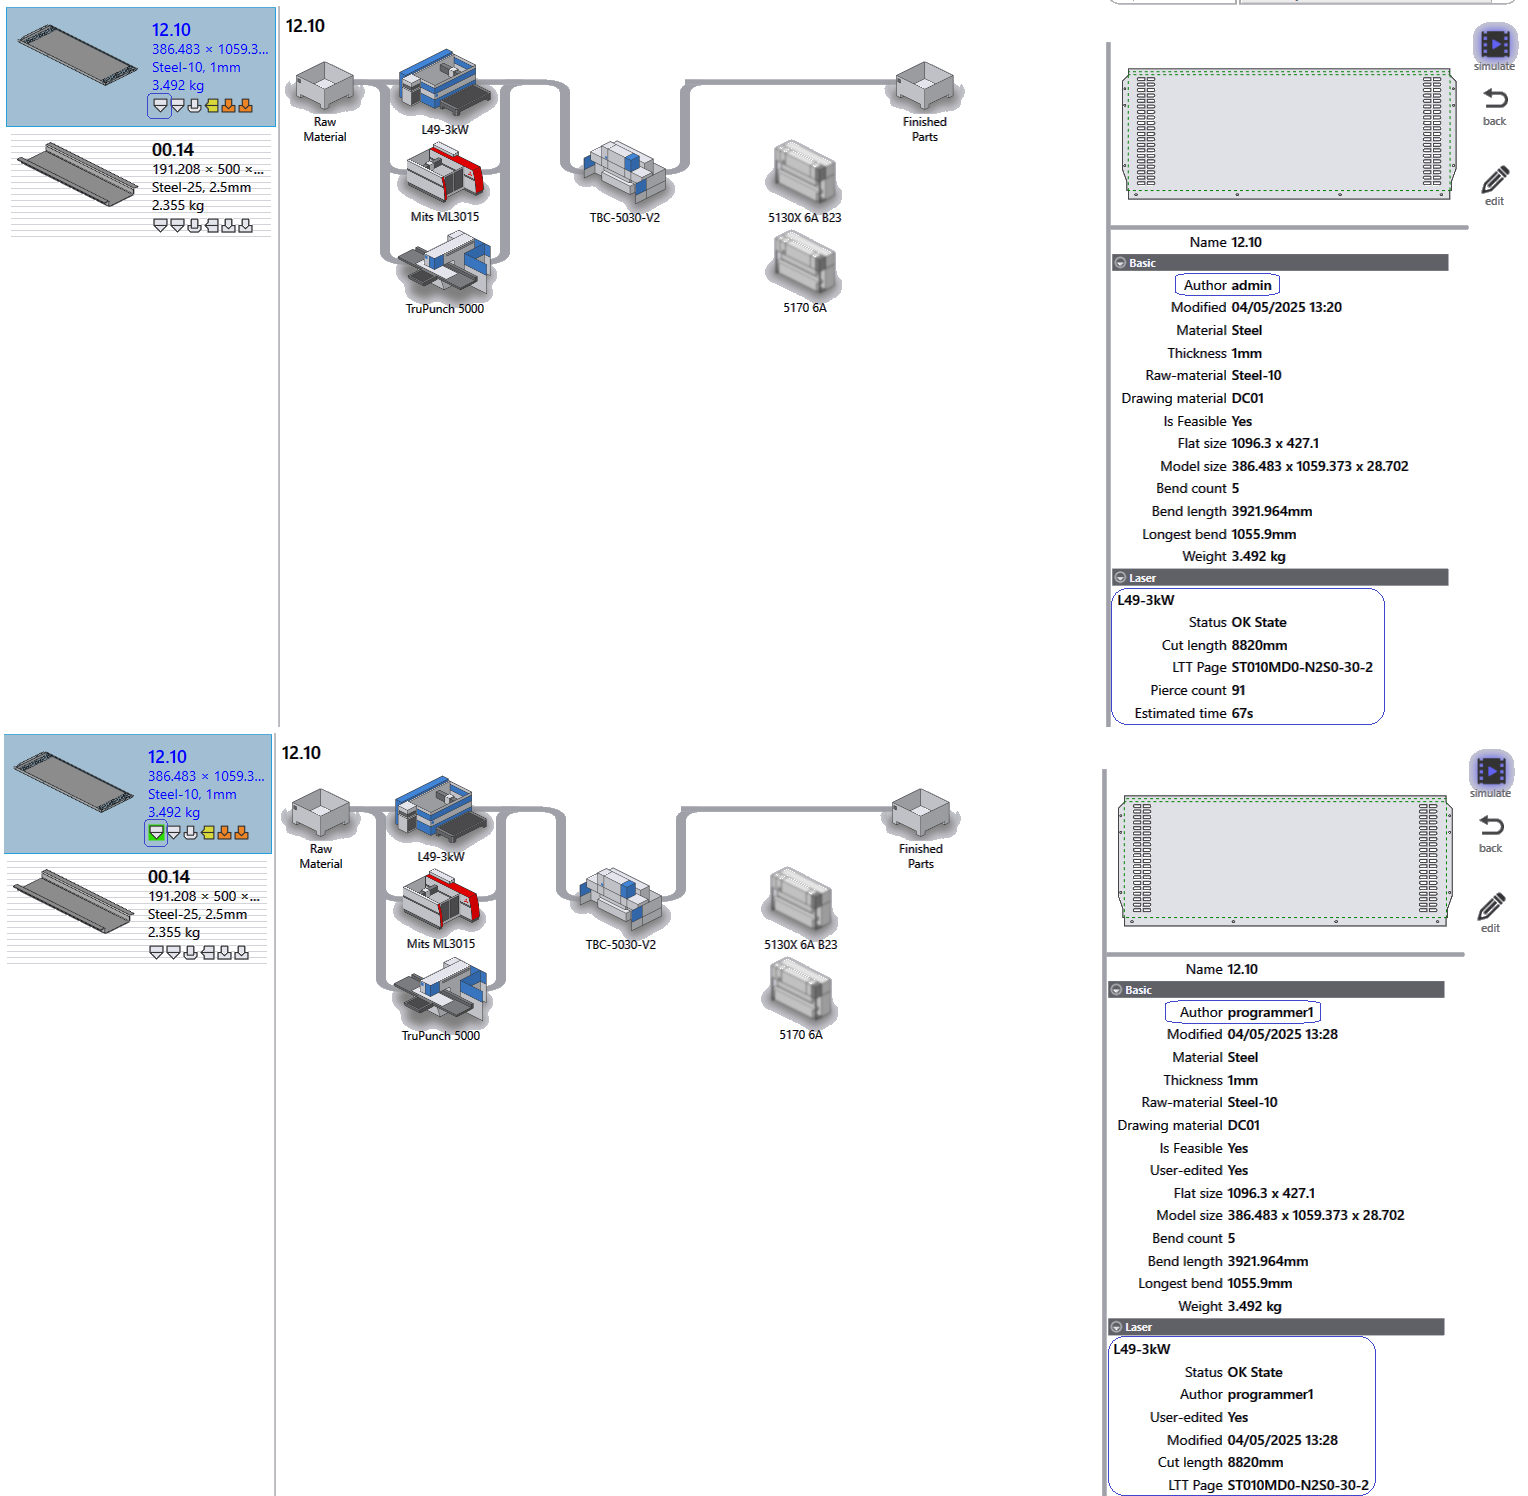 12.10
386.483 × 1059.3...
Steel-10, 1mm
3.492 kg
00.14
191.208 × 500 ×...
Steel-25, 2.5mm
2.355 kg
12.10
Raw
Material
L49-3kW
Mits ML3015
TruPunch 5000
TBC-5030-V2
5130X 6A B23
5170 6A
Finished
Parts
simulate
back
edit
Name 12.10
Basic
Author admin
Modified 04/05/2025 13:20
Material Steel
Thickness 1mm
Raw-material Steel-10
Drawing material DC01
Is Feasible Yes
Flat size 1096.3 x 427.1
Model size 386.483 x 1059.373 x 28.702
Bend count 5
Bend length 3921.964mm
Longest bend 1055.9mm
Weight 3.492 kg
Laser
L49-3kW
Status OK State
Cut length 8820mm
LTT Page ST010MD0-N2S0-30-2
Pierce count 91
Estimated time 67s
12.10
386.483 × 1059.3...
Steel-10, 1mm
3.492 kg
00.14
191.208 × 500 ×...
Steel-25, 2.5mm
2.355 kg
12.10
Raw
Material
L49-3kW
Mits ML3015
TruPunch 5000
TBC-5030-V2
5130X 6A B23
5170 6A
Finished
Parts
simulate
back
edit
Name 12.10
Basic
Author programmer1
Modified 04/05/2025 13:28
Material Steel
Thickness 1mm
Raw-material Steel-10
Drawing material DC01
Is Feasible Yes
User-edited Yes
Flat size 1096.3 x 427.1
Model size 386.483 x 1059.373 x 28.702
Bend count 5
Bend length 3921.964mm
Longest bend 1055.9mm
Weight 3.492 kg
Laser
L49-3kW
Status OK State
Author programmer1
User-edited Yes
Modified 04/05/2025 13:28
Cut length 8820mm
LTT Page ST010MD0-N2S0-30-2